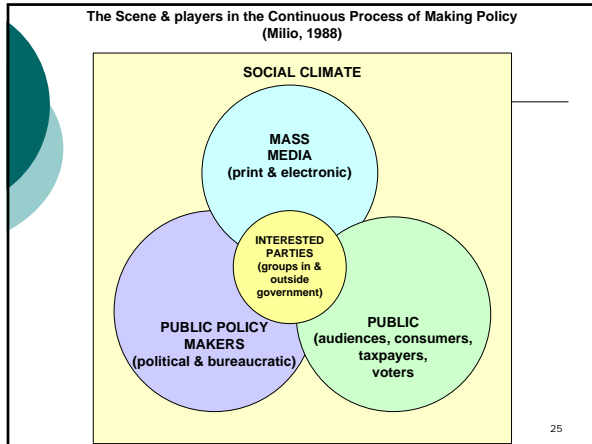 The Scene & players in the Continuous Process of Making Policy
(Milio, 1988)
SOCIAL CLIMATE
MASS
MEDIA
(print & electronic)
INTERESTED
PARTIES
(groups in &
outside
government)
PUBLIC POLICY
MAKERS
(political & bureaucratic)
PUBLIC
(audiences, consumers,
taxpayers,
voters
25